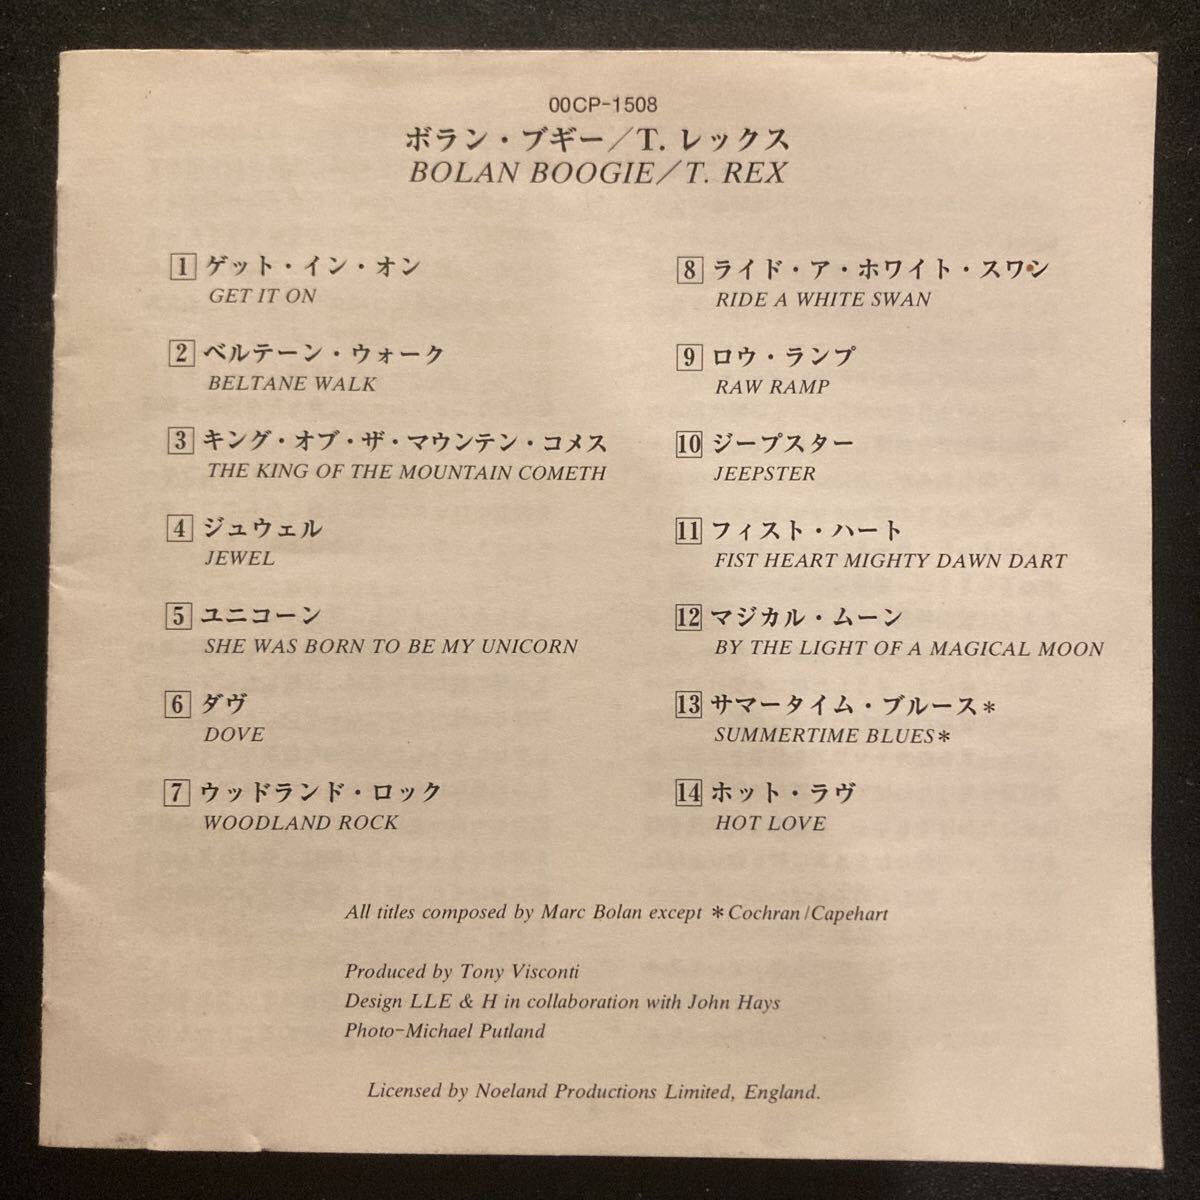 00CP-1508
ボラン・ブギー／T. レックス
BOLAN BOOGIE／T. REX
1 ゲット・イン・オン
GET IT ON
2 ベルテーン・ウォーク
BELTANE WALK
3 キング・オブ・ザ・マウンテン・コメス
THE KING OF THE MOUNTAIN COMETH
4 ジュウェル
JEWEL
5 ユニコーン
SHE WAS BORN TO BE MY UNICORN
6 ダヴ
DOVE
7 ウッドランド・ロック
WOODLAND ROCK
8 ライド・ア・ホワイト・スワン
RIDE A WHITE SWAN
9 ロウ・ランプ
RAW RAMP
10 ジープスター
JEEPSTER
11 フィスト・ハート
FIST HEART MIGHTY DAWN DART
12 マジカル・ムーン
BY THE LIGHT OF A MAGICAL MOON
13 サマータイム・ブルース＊
SUMMERTIME BLUES＊
14 ホット・ラヴ
HOT LOVE
All titles composed by Marc Bolan except ＊Cochran/Capehart
Produced by Tony Visconti
Design LLE & H in collaboration with John Hays
Photo-Michael Putland
Licensed by Noeland Productions Limited, England.